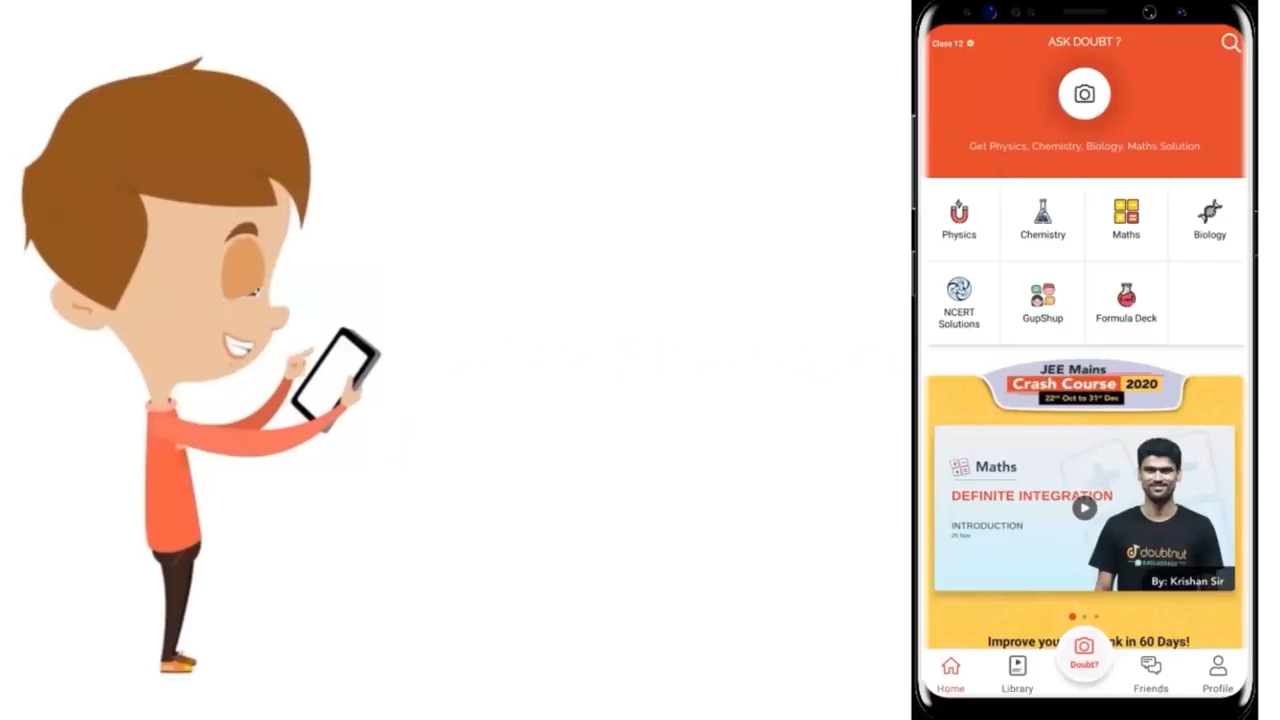 Class 12
ASK DOUBT ?
Get Physics, Chemistry, Biology, Maths Solution
Physics
Chemistry
Maths
Biology
NCERT
Solutions
GupShup
Formula Deck
JEE Mains
Crash Course 2020
22nd Oct to 31st Dec
Maths
DEFINITE INTEGRATION
INTRODUCTION
doubtnut
By: Krishan Sir
Improve you nk in 60 Days!
Doubt?
Home
Library
Friends
Profile